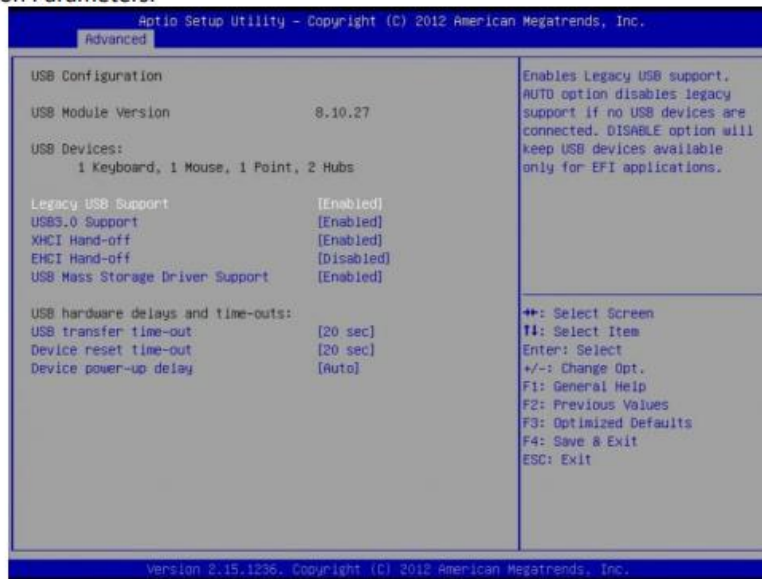 on Parameters.
Aptio Setup Utility – Copyright (C) 2012 American Megatrends, Inc.
Advanced
USB Configuration
USB Module Version 8.10.27
USB Devices:
1 Keyboard, 1 Mouse, 1 Point, 2 Hubs
Legacy USB Support [Enabled]
USB3.0 Support [Enabled]
XHCI Hand-off [Enabled]
EHCI Hand-off [Disabled]
USB Mass Storage Driver Support [Enabled]
USB hardware delays and time-outs:
USB transfer time-out [20 sec]
Device reset time-out [20 sec]
Device power-up delay [Auto]
Enables Legacy USB support.
AUTO option disables legacy
support if no USB devices are
connected. DISABLE option will
keep USB devices available
only for EFI applications.
→←: Select Screen
↑↓: Select Item
Enter: Select
+/-: Change Opt.
F1: General Help
F2: Previous Values
F3: Optimized Defaults
F4: Save & Exit
ESC: Exit
Version 2.15.1236. Copyright (C) 2012 American Megatrends, Inc.